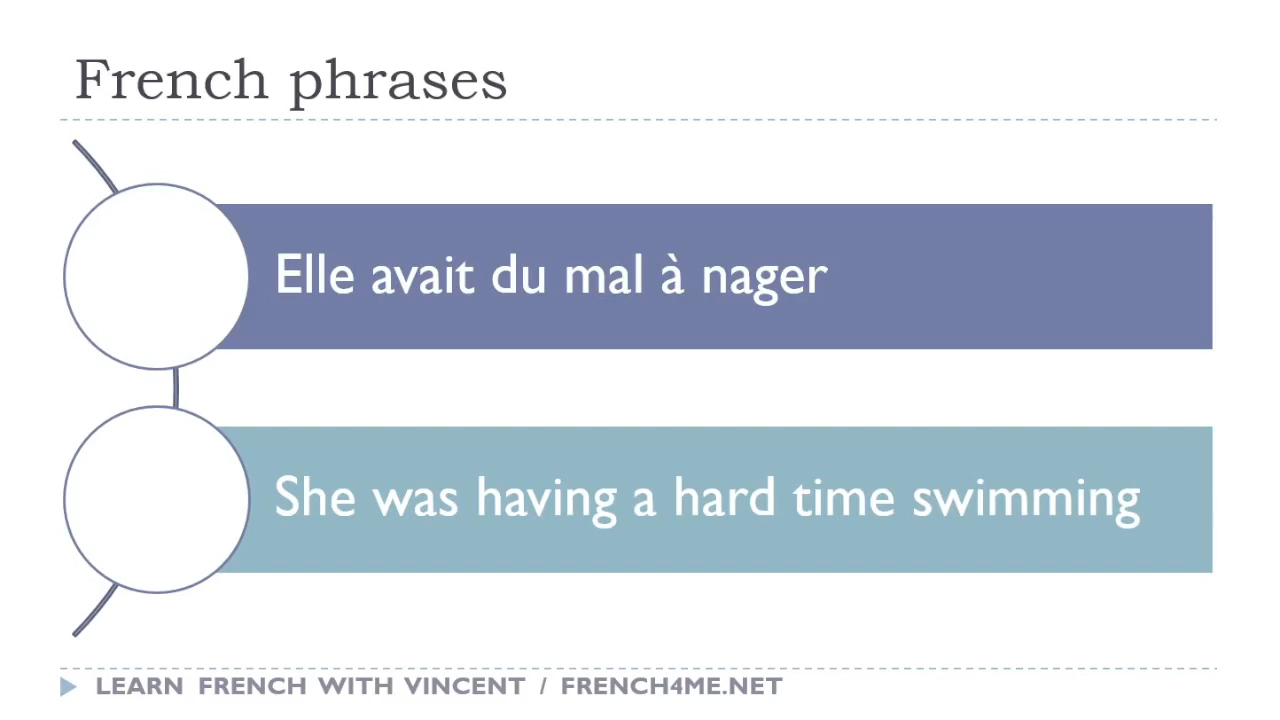 French phrases
Elle avait du mal à nager
She was having a hard time swimming
LEARN FRENCH WITH VINCENT / FRENCH4ME.NET